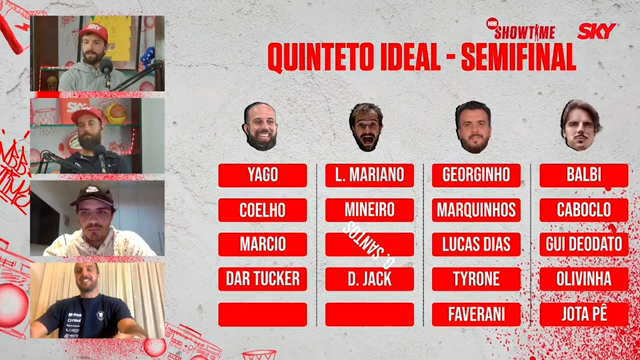 NBB SHOWTIME
SKY
QUINTETO IDEAL - SEMIFINAL
YAGO
COELHO
MARCIO
DAR TUCKER
L. MARIANO
MINEIRO
G. SANTOS
D. JACK
GEORGINHO
MARQUINHOS
LUCAS DIAS
TYRONE
FAVERANI
BALBI
CABOCLO
GUI DEODATO
OLIVINHA
JOTA PÊ
SKY